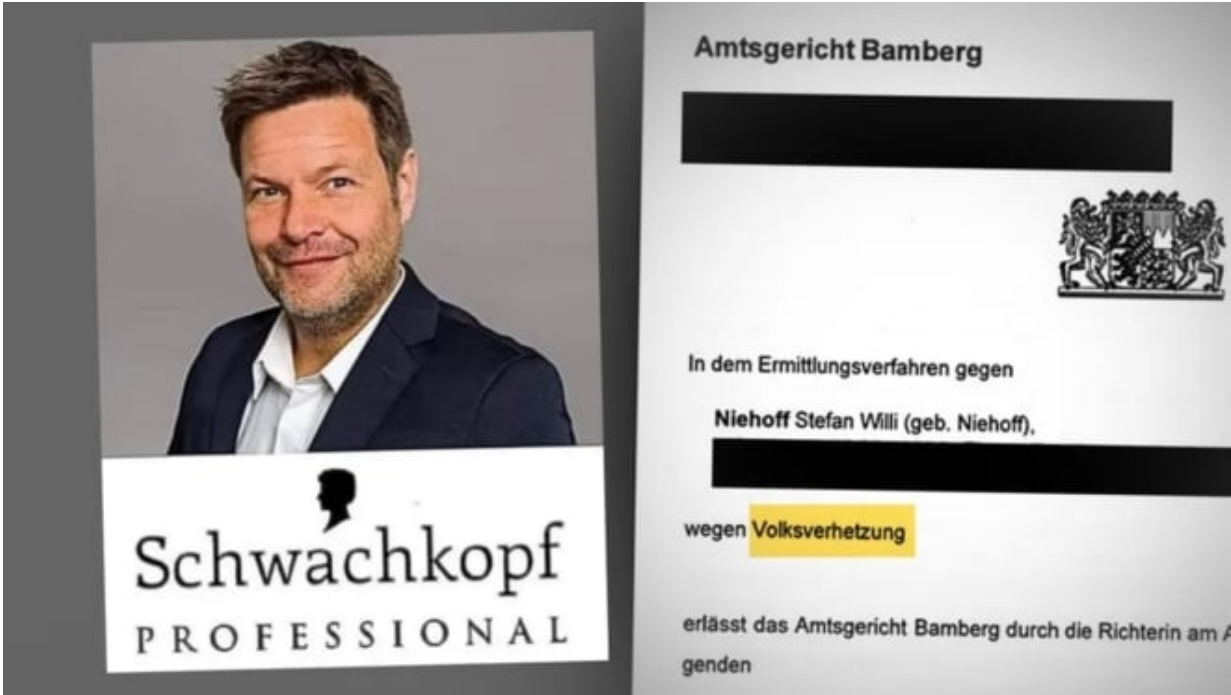 Schwachkopf
PROFESSIONAL
Amtsgericht Bamberg
In dem Ermittlungsverfahren gegen
Niehoff Stefan Willi (geb. Niehoff),
wegen Volksverhetzung
erlässt das Amtsgericht Bamberg durch die Richterin am A
genden